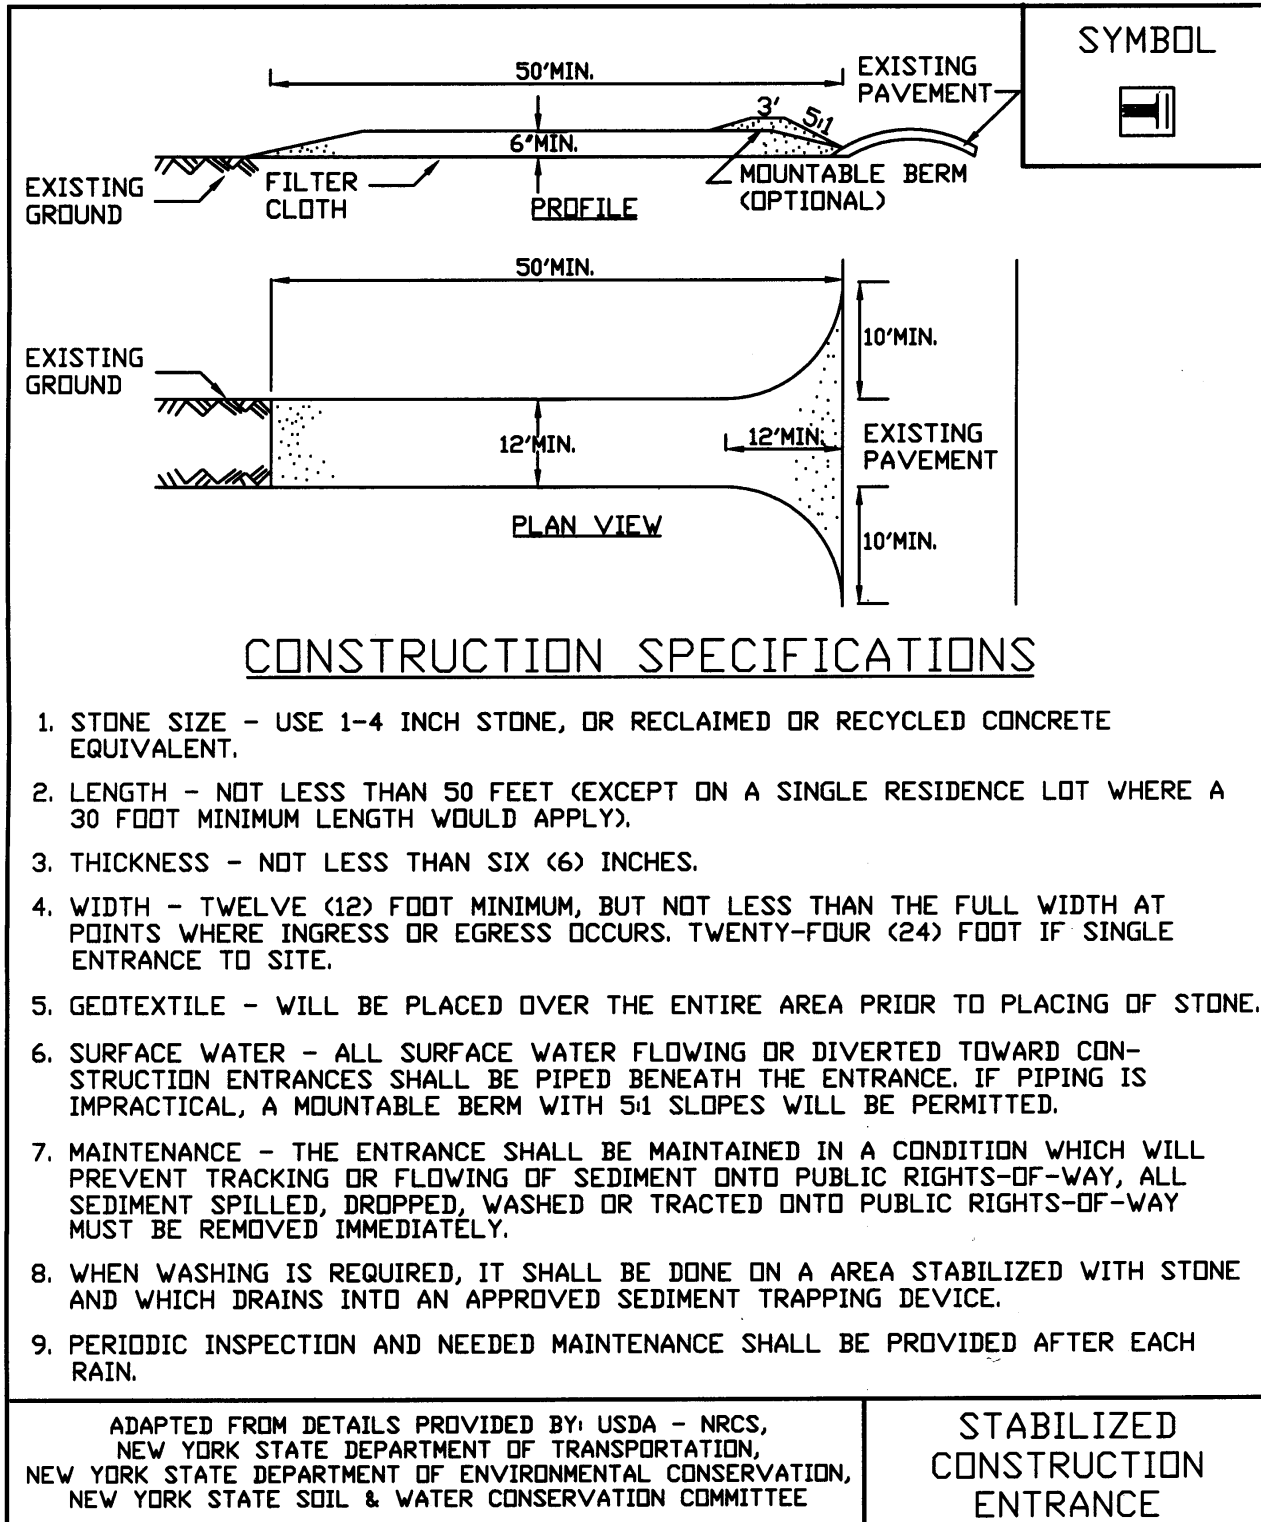 SYMBOL
50'MIN.
EXISTING
PAVEMENT
3'
5:1
6"MIN.
EXISTING
GROUND
FILTER
CLOTH
PROFILE
MOUNTABLE BERM
(OPTIONAL)
50'MIN.
10'MIN.
EXISTING
GROUND
12'MIN.
12'MIN.
EXISTING
PAVEMENT
PLAN VIEW
10'MIN.
CONSTRUCTION SPECIFICATIONS
1. STONE SIZE - USE 1-4 INCH STONE, OR RECLAIMED OR RECYCLED CONCRETE
EQUIVALENT.
2. LENGTH - NOT LESS THAN 50 FEET (EXCEPT ON A SINGLE RESIDENCE LOT WHERE A
30 FOOT MINIMUM LENGTH WOULD APPLY).
3. THICKNESS - NOT LESS THAN SIX (6) INCHES.
4. WIDTH - TWELVE (12) FOOT MINIMUM, BUT NOT LESS THAN THE FULL WIDTH AT
POINTS WHERE INGRESS OR EGRESS OCCURS. TWENTY-FOUR (24) FOOT IF SINGLE
ENTRANCE TO SITE.
5. GEOTEXTILE - WILL BE PLACED OVER THE ENTIRE AREA PRIOR TO PLACING OF STONE.
6. SURFACE WATER - ALL SURFACE WATER FLOWING OR DIVERTED TOWARD CON-
STRUCTION ENTRANCES SHALL BE PIPED BENEATH THE ENTRANCE. IF PIPING IS
IMPRACTICAL, A MOUNTABLE BERM WITH 5:1 SLOPES WILL BE PERMITTED.
7. MAINTENANCE - THE ENTRANCE SHALL BE MAINTAINED IN A CONDITION WHICH WILL
PREVENT TRACKING OR FLOWING OF SEDIMENT ONTO PUBLIC RIGHTS-OF-WAY, ALL
SEDIMENT SPILLED, DROPPED, WASHED OR TRACTED ONTO PUBLIC RIGHTS-OF-WAY
MUST BE REMOVED IMMEDIATELY.
8. WHEN WASHING IS REQUIRED, IT SHALL BE DONE ON A AREA STABILIZED WITH STONE
AND WHICH DRAINS INTO AN APPROVED SEDIMENT TRAPPING DEVICE.
9. PERIODIC INSPECTION AND NEEDED MAINTENANCE SHALL BE PROVIDED AFTER EACH
RAIN.
ADAPTED FROM DETAILS PROVIDED BY: USDA - NRCS,
NEW YORK STATE DEPARTMENT OF TRANSPORTATION,
NEW YORK STATE DEPARTMENT OF ENVIRONMENTAL CONSERVATION,
NEW YORK STATE SOIL & WATER CONSERVATION COMMITTEE
STABILIZED
CONSTRUCTION
ENTRANCE